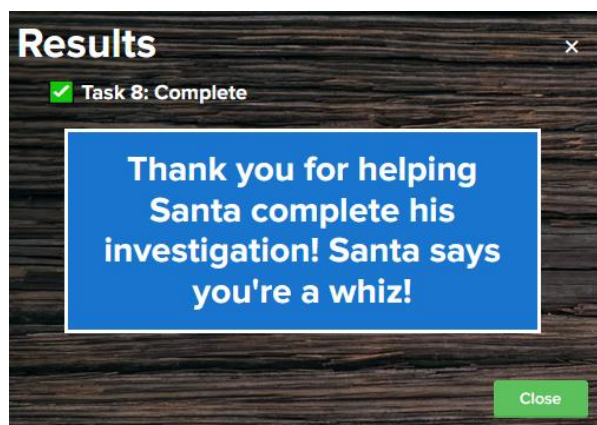 Results
×
Task 8: Complete
Thank you for helping
Santa complete his
investigation! Santa says
you're a whiz!
Close